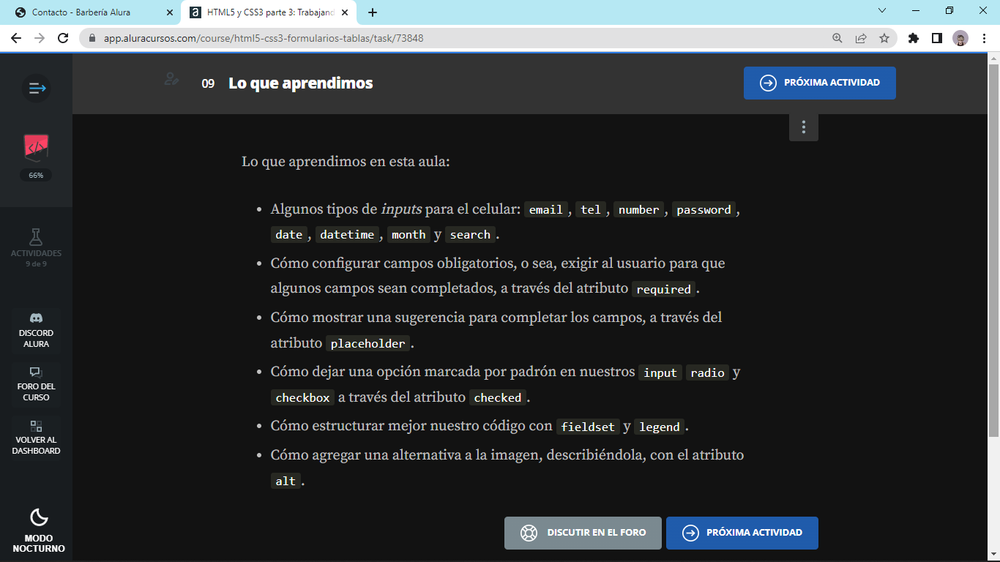 Contacto - Barbería Alura
HTML5 y CSS3 parte 3: Trabajand
app.aluracursos.com/course/html5-css3-formularios-tablas/task/73848
09 Lo que aprendimos
PRÓXIMA ACTIVIDAD
66%
ACTIVIDADES
9 de 9
DISCORD
ALURA
FORO DEL
CURSO
VOLVER AL
DASHBOARD
MODO
NOCTURNO
Lo que aprendimos en esta aula:
• Algunos tipos de inputs para el celular: email, tel, number, password,
date, datetime, month y search.
• Cómo configurar campos obligatorios, o sea, exigir al usuario para que
algunos campos sean completados, a través del atributo required.
• Cómo mostrar una sugerencia para completar los campos, a través del
atributo placeholder.
• Cómo dejar una opción marcada por padrón en nuestros input radio y
checkbox a través del atributo checked.
• Cómo estructurar mejor nuestro código con fieldset y legend.
• Cómo agregar una alternativa a la imagen, describiéndola, con el atributo
alt.
DISCUTIR EN EL FORO
PRÓXIMA ACTIVIDAD